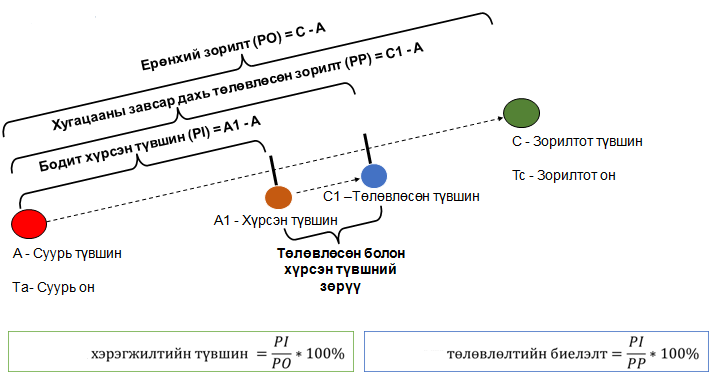 Ерөнхий зорилт (PO) = C - A
Хугацааны завсар дахь төлөвлөсөн зорилт (PP) = C1 - A
Бодит хүрсэн түвшин (PI) = A1 - A
C - Зорилтот түвшин
Tc - Зорилтот он
C1 –Төлөвлөсөн түвшин
A1 - Хүрсэн түвшин
A - Суурь түвшин
Ta- Суурь он
Төлөвлөсөн болон
хүрсэн түвшний
зөрүү
хэрэгжилтийн түвшин = PI/PO * 100%
төлөвлөлтийн биелэлт = PI/PP * 100%